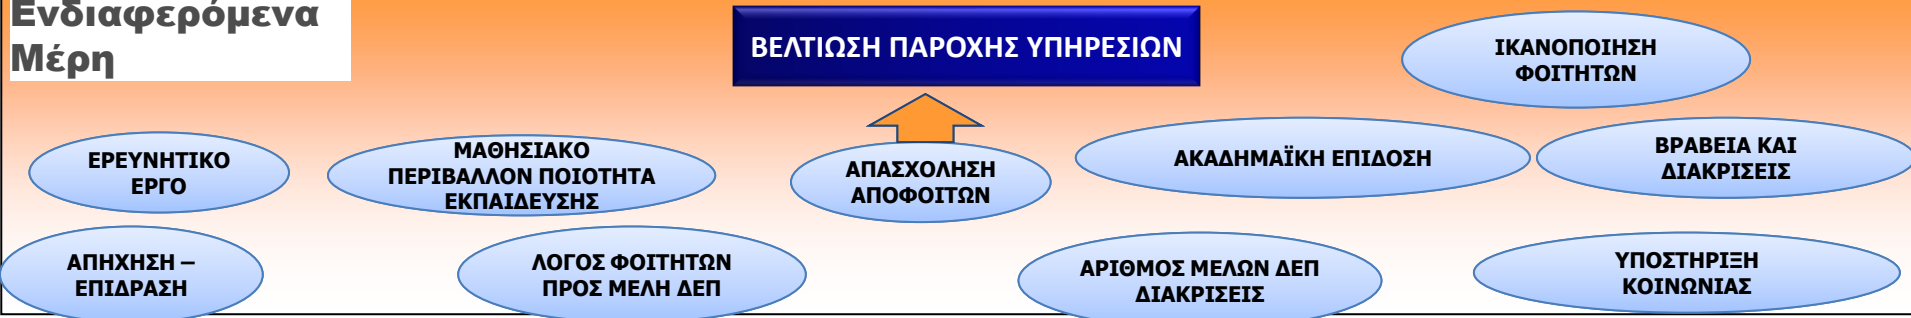 Ενδιαφερόμενα
Μέρη
ΒΕΛΤΙΩΣΗ ΠΑΡΟΧΗΣ ΥΠΗΡΕΣΙΩΝ
ΙΚΑΝΟΠΟΙΗΣΗ
ΦΟΙΤΗΤΩΝ
ΕΡΕΥΝΗΤΙΚΟ
ΕΡΓΟ
ΜΑΘΗΣΙΑΚΟ
ΠΕΡΙΒΑΛΛΟΝ ΠΟΙΟΤΗΤΑ
ΕΚΠΑΙΔΕΥΣΗΣ
ΑΠΑΣΧΟΛΗΣΗ
ΑΠΟΦΟΙΤΩΝ
ΑΚΑΔΗΜΑΪΚΗ ΕΠΙΔΟΣΗ
ΒΡΑΒΕΙΑ ΚΑΙ
ΔΙΑΚΡΙΣΕΙΣ
ΑΠΗΧΗΣΗ –
ΕΠΙΔΡΑΣΗ
ΛΟΓΟΣ ΦΟΙΤΗΤΩΝ
ΠΡΟΣ ΜΕΛΗ ΔΕΠ
ΑΡΙΘΜΟΣ ΜΕΛΩΝ ΔΕΠ
ΔΙΑΚΡΙΣΕΙΣ
ΥΠΟΣΤΗΡΙΞΗ
ΚΟΙΝΩΝΙΑΣ